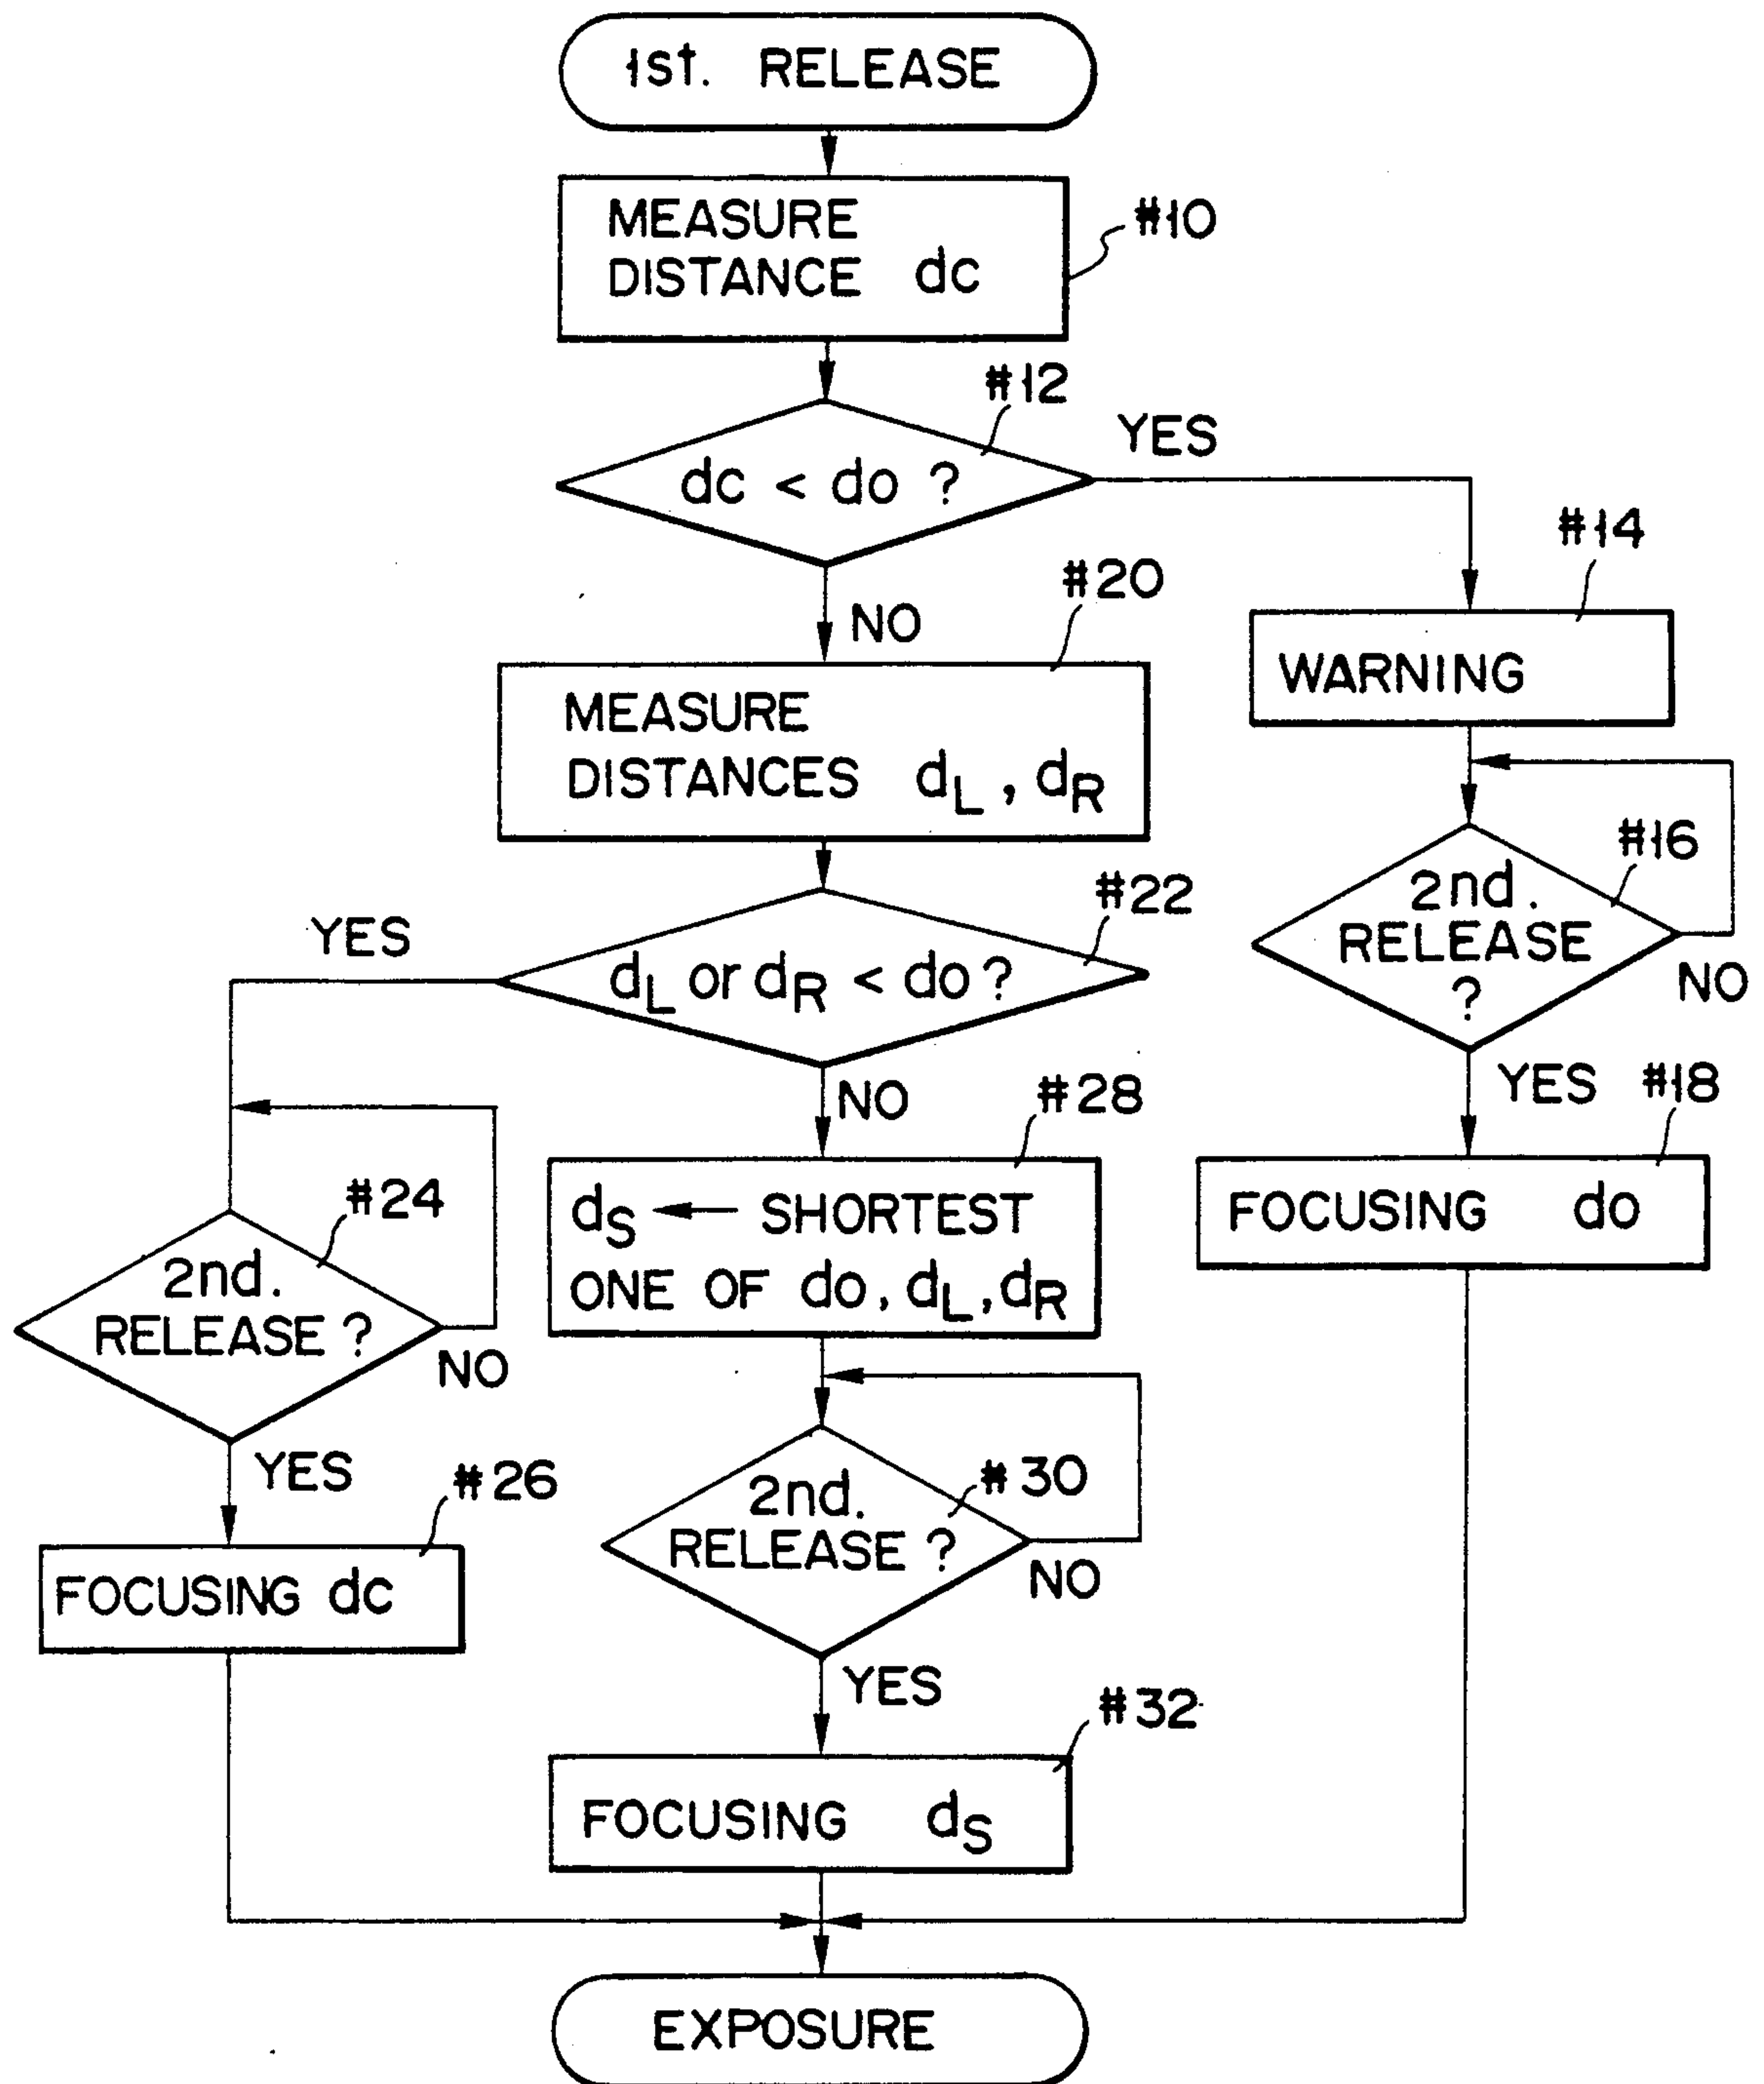 1st. RELEASE
MEASURE
DISTANCE dc
#10
#12
dc < do ?
YES
NO
#14
WARNING
#20
MEASURE
DISTANCES dL, dR
#16
2nd.
RELEASE
?
NO
YES
#22
dL or dR < do ?
YES
NO
#18
FOCUSING do
#28
dS ← SHORTEST
ONE OF do, dL, dR
#24
2nd.
RELEASE ?
NO
YES
#26
FOCUSING dc
#30
2nd.
RELEASE ?
NO
YES
#32
FOCUSING dS
EXPOSURE